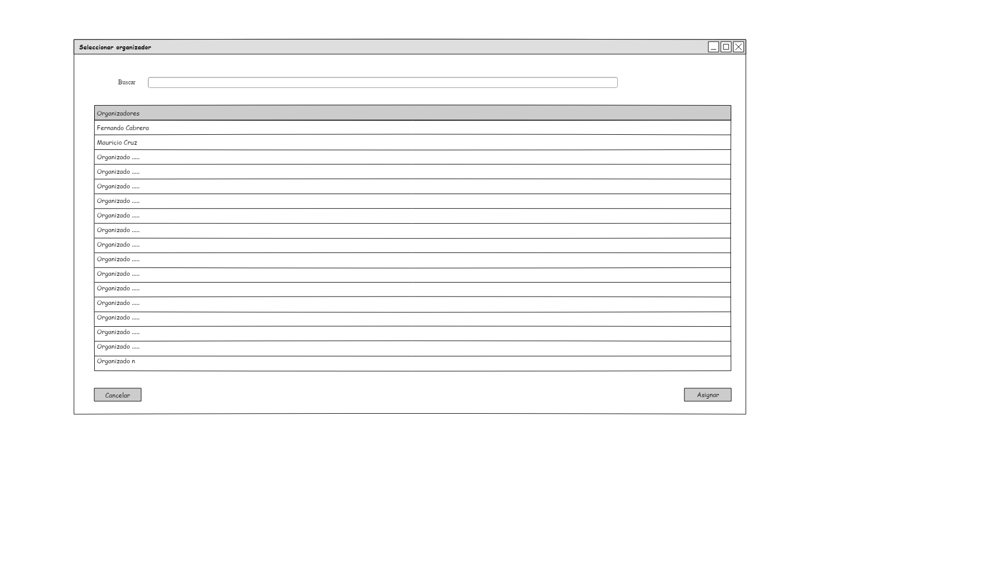 Seleccionar organizador
Buscar
Organizadores
Fernando Cabrera
Mauricio Cruz
Organizado .....
Organizado .....
Organizado .....
Organizado .....
Organizado .....
Organizado .....
Organizado .....
Organizado .....
Organizado .....
Organizado .....
Organizado .....
Organizado .....
Organizado .....
Organizado .....
Organizado n
Cancelar
Asignar